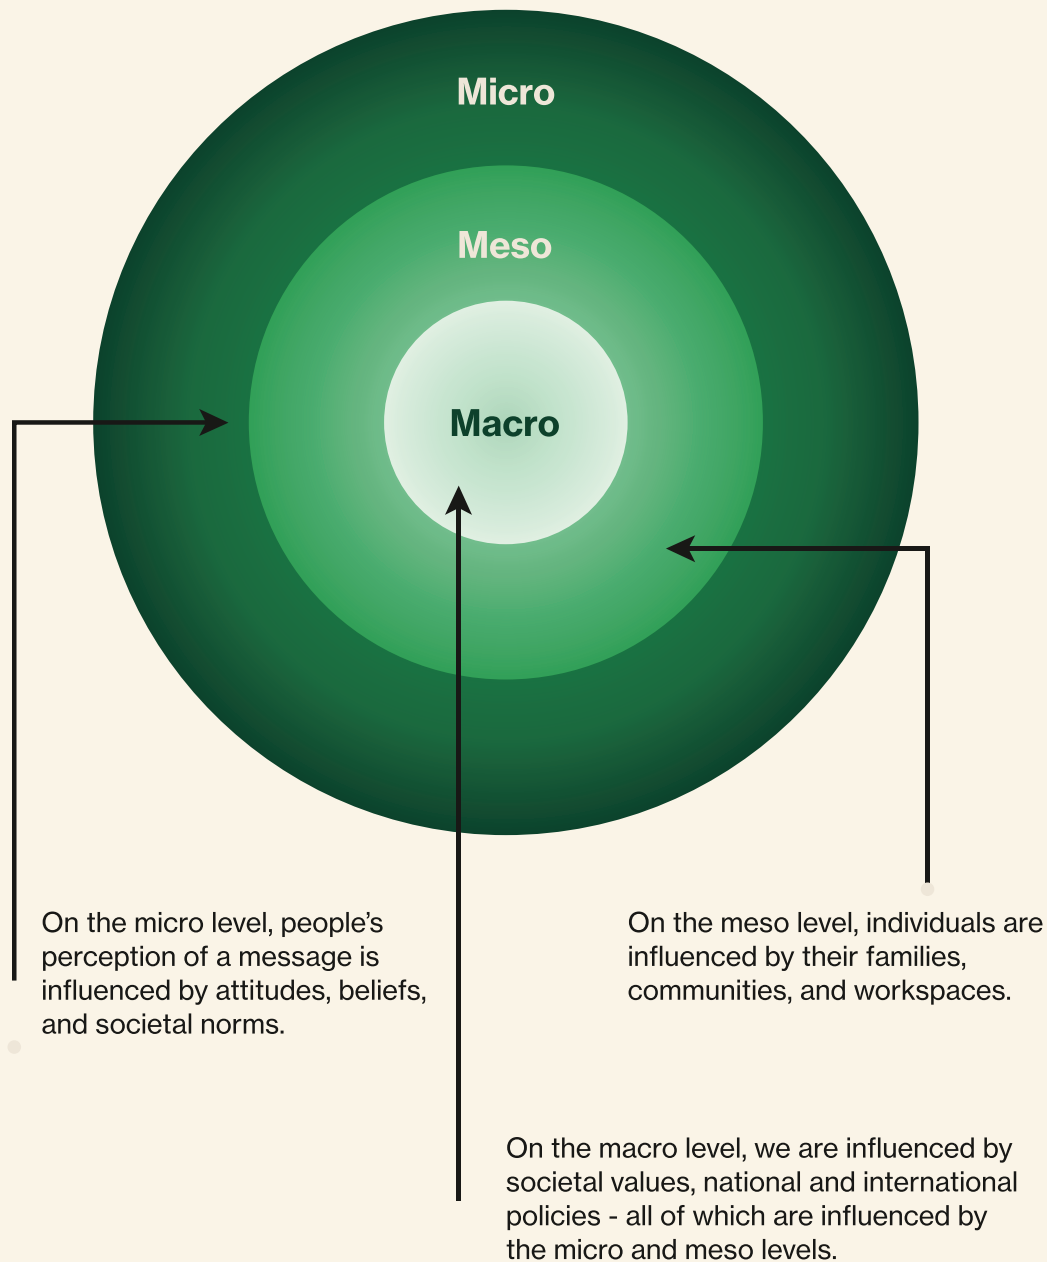 Micro
Meso
Macro
On the micro level, people’s
perception of a message is
influenced by attitudes, beliefs,
and societal norms.
On the meso level, individuals are
influenced by their families,
communities, and workspaces.
On the macro level, we are influenced by
societal values, national and international
policies - all of which are influenced by
the micro and meso levels.